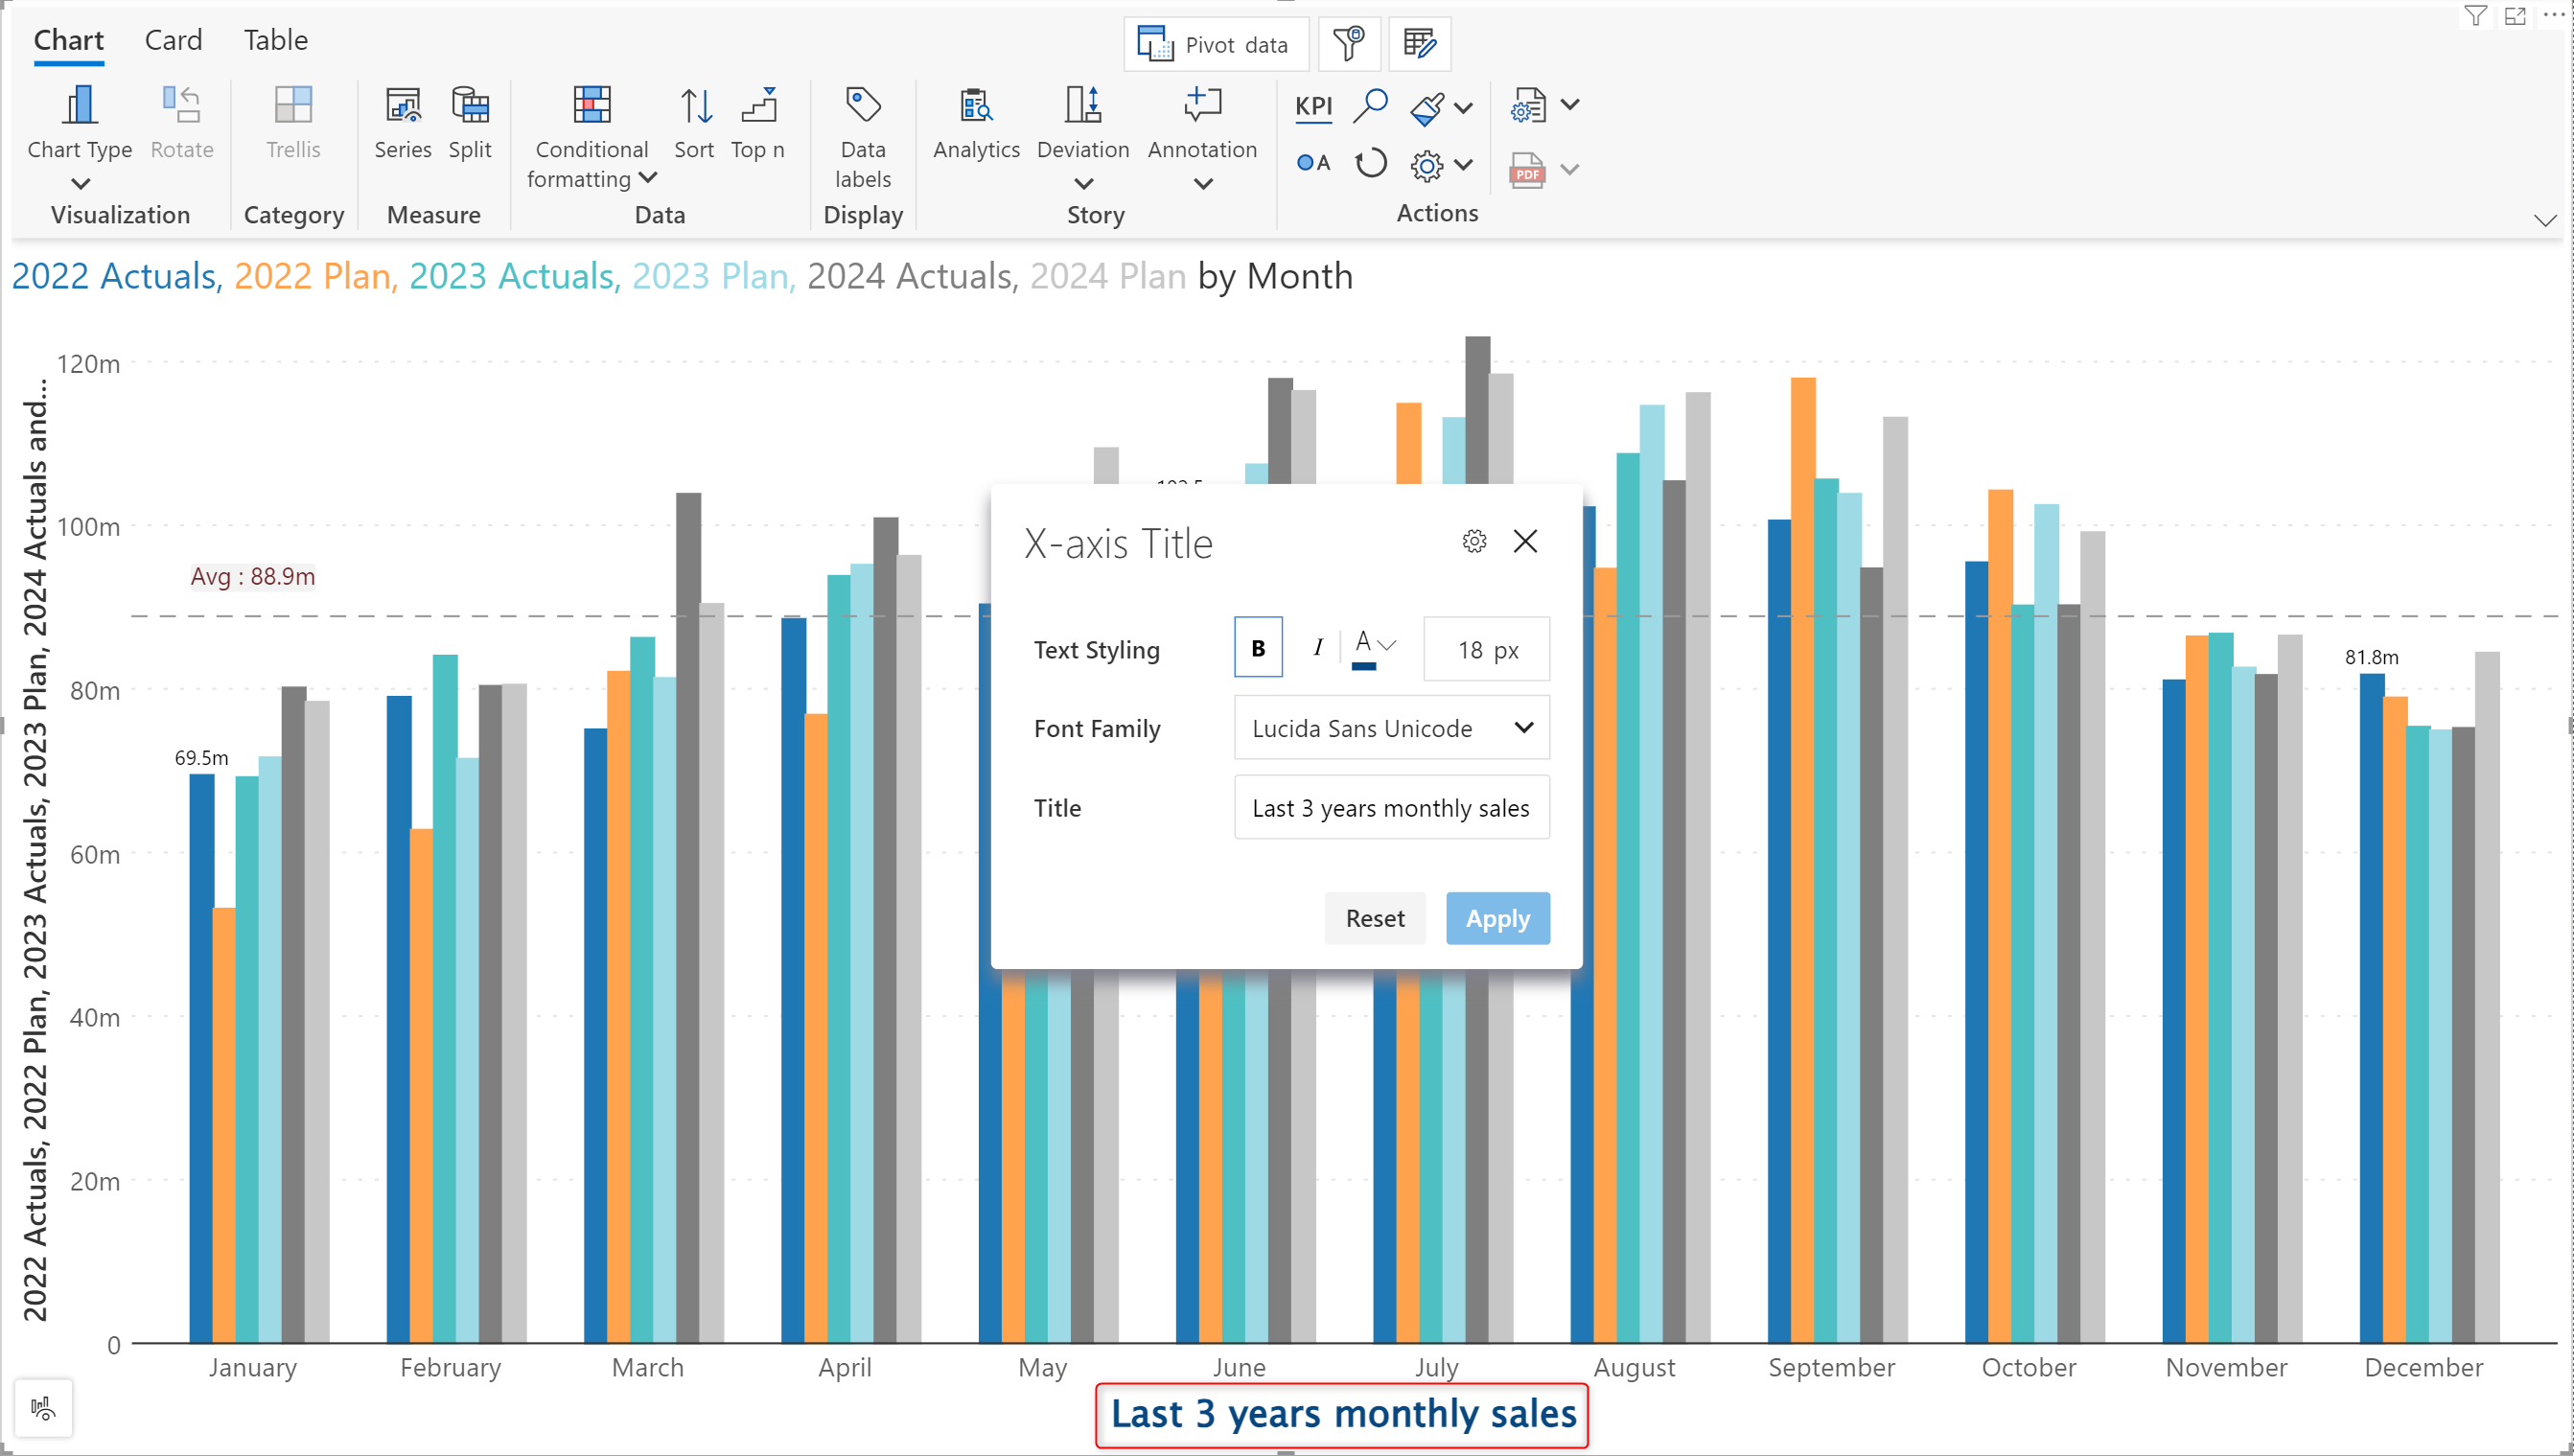 Chart Card Table
Pivot data
Chart Type Rotate Trellis Series Split Conditional formatting Sort Top n Data labels Analytics Deviation Annotation KPI
A
PDF
Visualization Category Measure Data Display Story Actions
2022 Actuals, 2022 Plan, 2023 Actuals, 2023 Plan, 2024 Actuals, 2024 Plan by Month
2022 Actuals, 2022 Plan, 2023 Actuals, 2023 Plan, 2024 Actuals and...
120m
100m
80m
60m
40m
20m
0
Avg : 88.9m
69.5m
81.8m
X-axis Title
Text Styling B I A 18 px
Font Family Lucida Sans Unicode
Title Last 3 years monthly sales
Reset Apply
January February March April May June July August September October November December
Last 3 years monthly sales